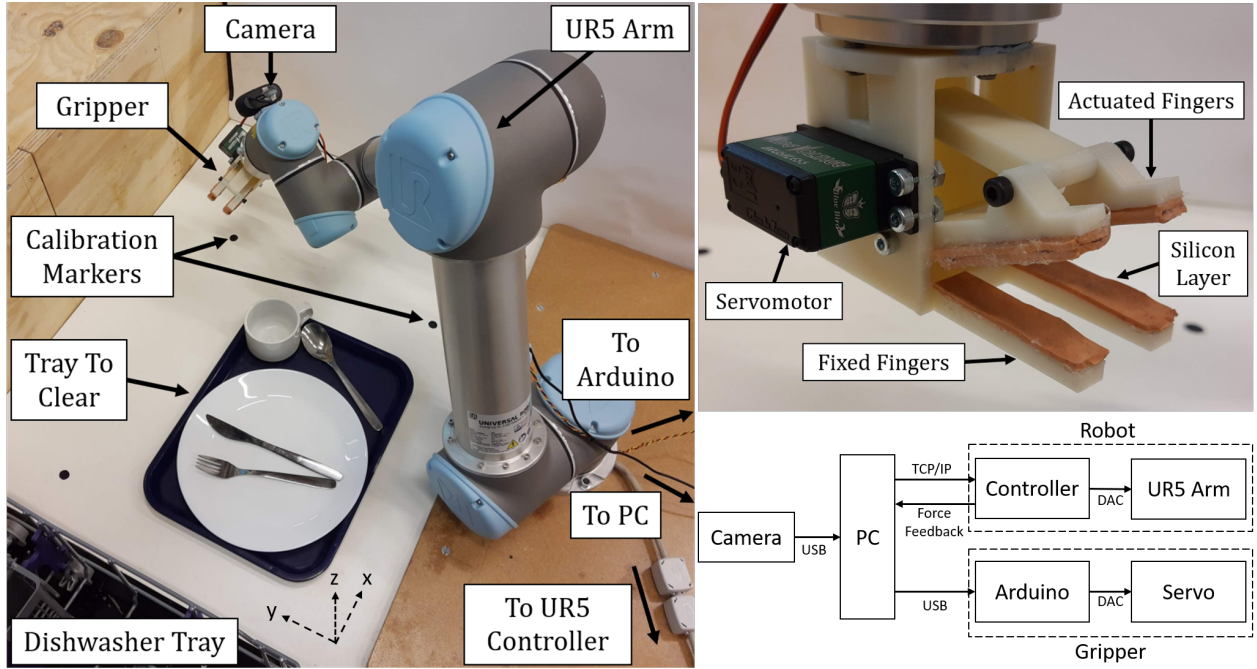 Camera
UR5 Arm
Gripper
Calibration
Markers
Tray To
Clear
To
Arduino
To PC
To UR5
Controller
Dishwasher Tray
z
x
y
UR
UNIVERSAL
Actuated Fingers
Silicon
Layer
Servomotor
Fixed Fingers
Robot
Camera
USB
PC
TCP/IP
Force
Feedback
Controller
DAC
UR5 Arm
USB
Arduino
DAC
Servo
Gripper